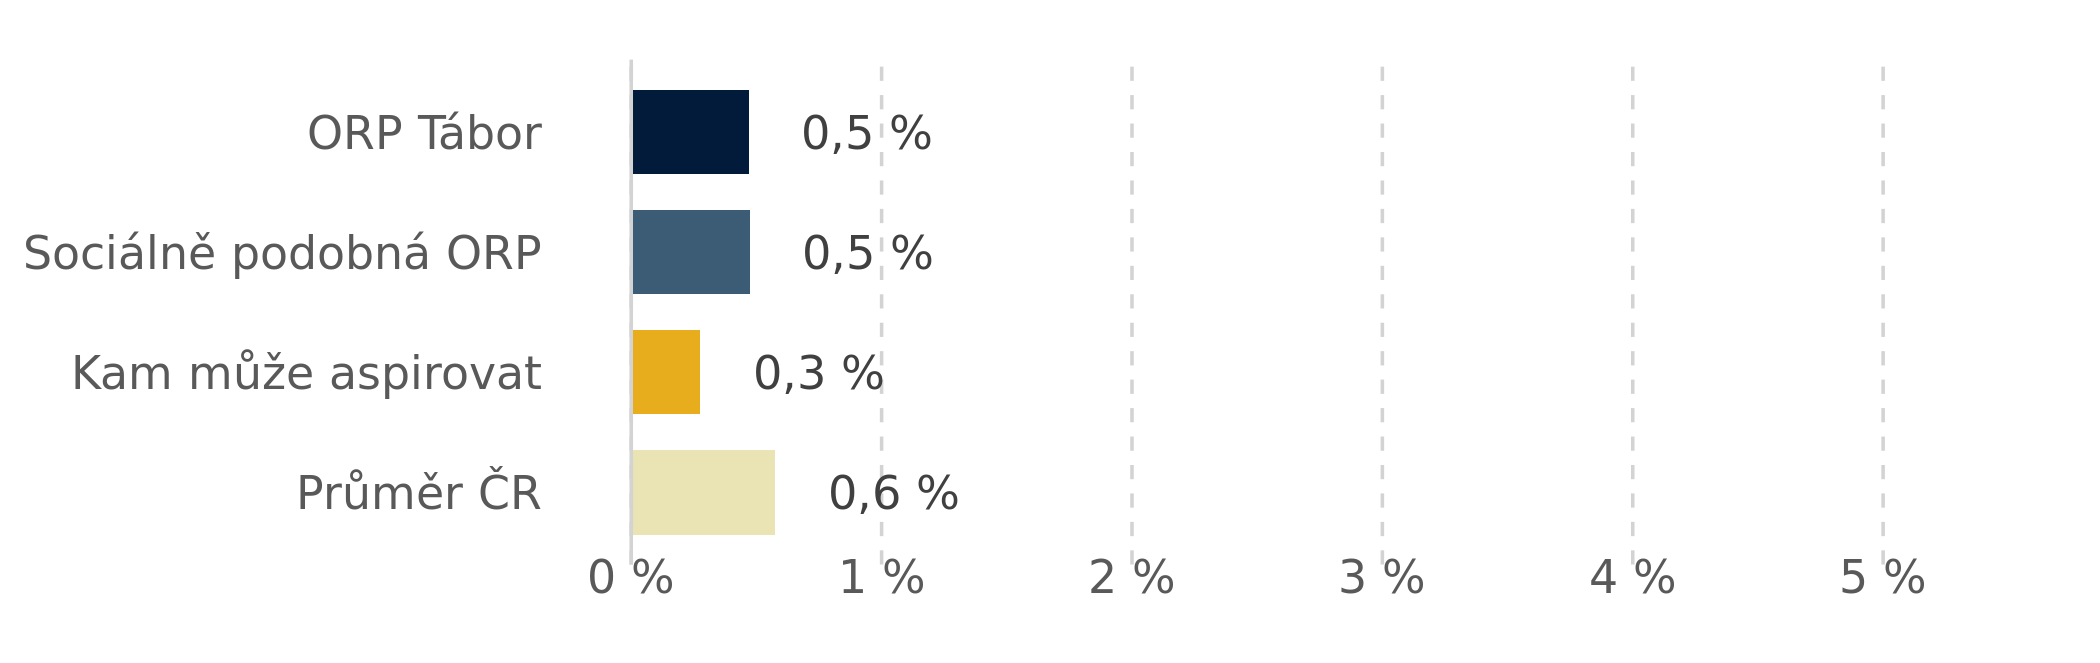 ORP Tábor 0,5 %
Sociálně podobná ORP 0,5 %
Kam může aspirovat 0,3 %
Průměr ČR 0,6 %
0 % 1 % 2 % 3 % 4 % 5 %